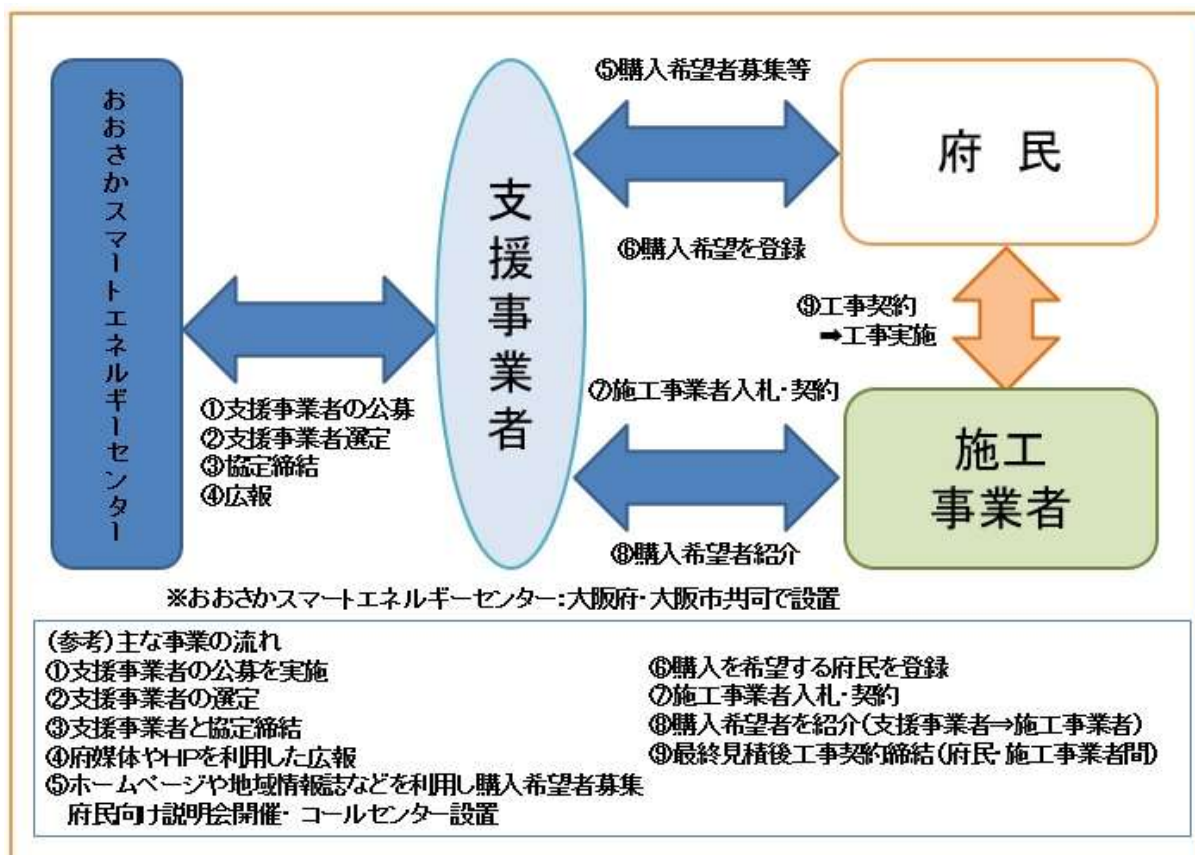 おおさかスマートエネルギーセンター
支援事業者
⑤購入希望者募集等
府 民
⑥購入希望を登録
⑨工事契約
➡工事実施
①支援事業者の公募
②支援事業者選定
③協定締結
④広報
⑦施工事業者入札・契約
施工
事業者
⑧購入希望者紹介
※おおさかスマートエネルギーセンター:大阪府・大阪市共同で設置
(参考)主な事業の流れ
①支援事業者の公募を実施
②支援事業者の選定
③支援事業者と協定締結
④府媒体やHPを利用した広報
⑤ホームページや地域情報誌などを利用し購入希望者募集
府民向け説明会開催・ コールセンター設置
⑥購入を希望する府民を登録
⑦施工事業者入札・契約
⑧購入希望者を紹介(支援事業者⇒施工事業者)
⑨最終見積後工事契約締結(府民・施工事業者間)